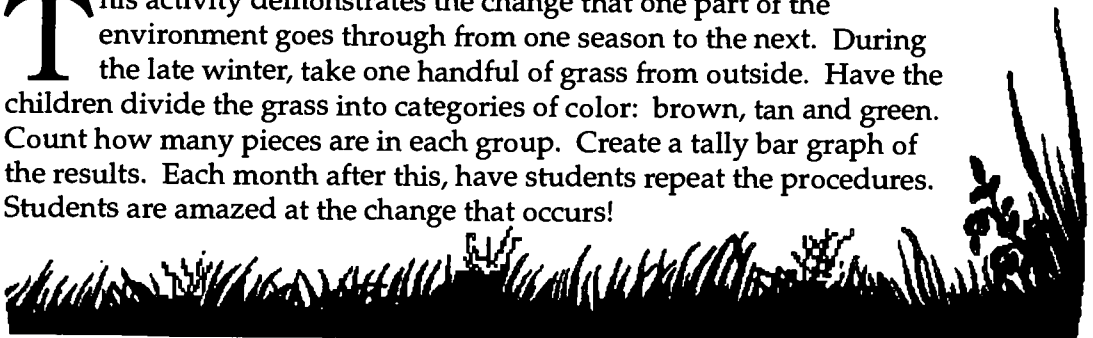 This activity demonstrates the change that one part of the
environment goes through from one season to the next.  During
the late winter, take one handful of grass from outside.  Have the
children divide the grass into categories of color:  brown, tan and green.
Count how many pieces are in each group.  Create a tally bar graph of
the results.  Each month after this, have students repeat the procedures.
Students are amazed at the change that occurs!